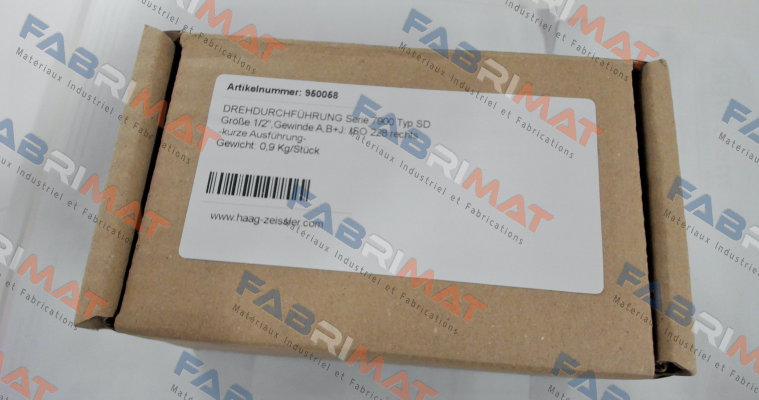 Artikelnummer: 950058
DREHDURCHFÜHRUNG Serie 7900 Typ SD
Größe 1/2", Gewinde A,B+J: ISO 228 rechts
-kurze Ausführung-
Gewicht: 0,9 Kg/Stück
www.haag-zeissler.com
FABRIMAT
Matériaux Industriel et Fabrications